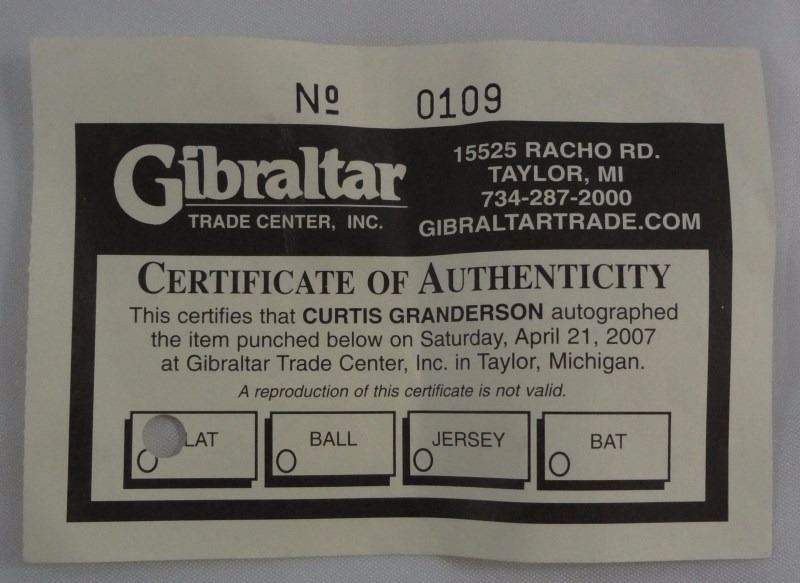 Nº 0109
Gibraltar
TRADE CENTER, INC.
15525 RACHO RD.
TAYLOR, MI
734-287-2000
GIBRALTARTRADE.COM
CERTIFICATE OF AUTHENTICITY
This certifies that CURTIS GRANDERSON autographed
the item punched below on Saturday, April 21, 2007
at Gibraltar Trade Center, Inc. in Taylor, Michigan.
A reproduction of this certificate is not valid.
LAT
BALL
JERSEY
BAT